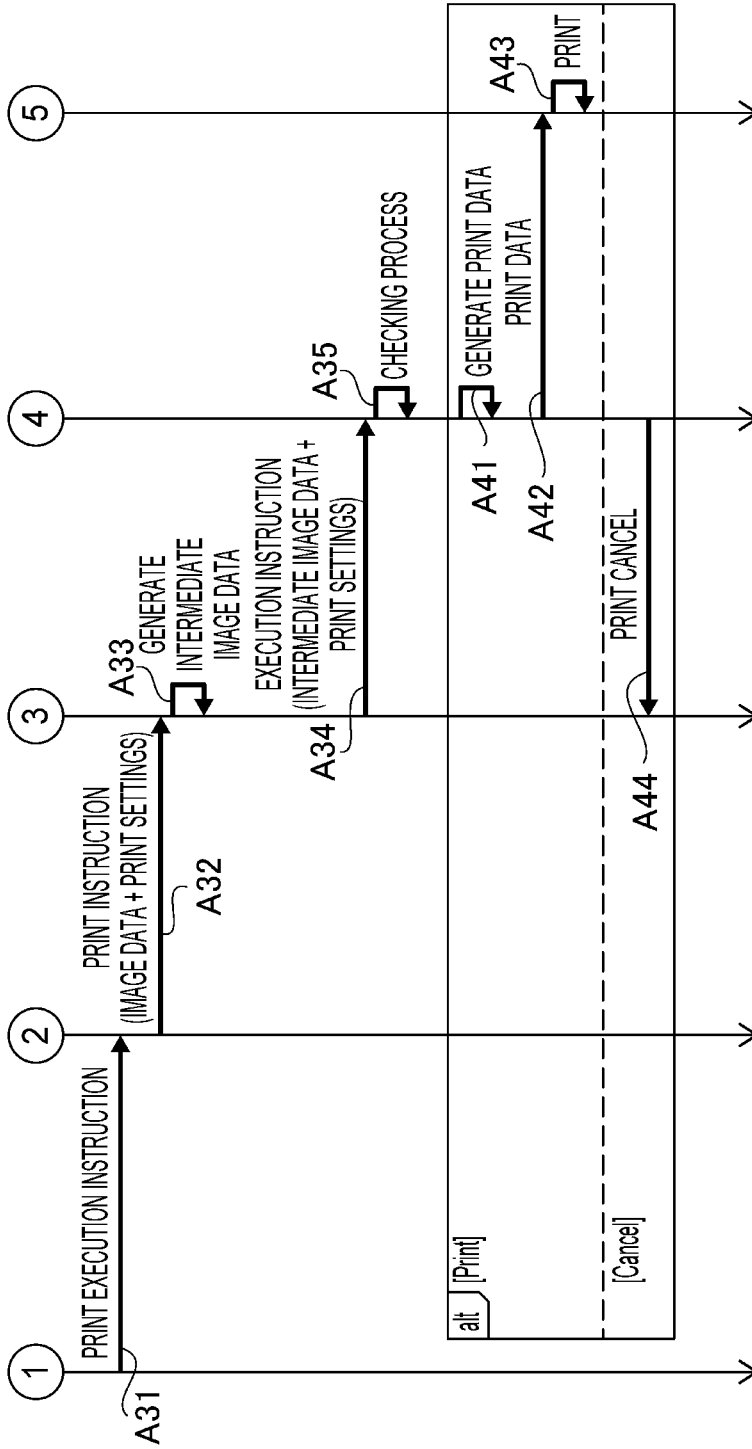 1
2
3
4
5
PRINT EXECUTION INSTRUCTION
A31
PRINT INSTRUCTION
(IMAGE DATA + PRINT SETTINGS)
A32
A33
GENERATE
INTERMEDIATE
IMAGE DATA
EXECUTION INSTRUCTION
(INTERMEDIATE IMAGE DATA +
PRINT SETTINGS)
A34
A35
CHECKING PROCESS
alt
[Print]
GENERATE PRINT DATA
A41
PRINT DATA
A42
A43
PRINT
[Cancel]
PRINT CANCEL
A44